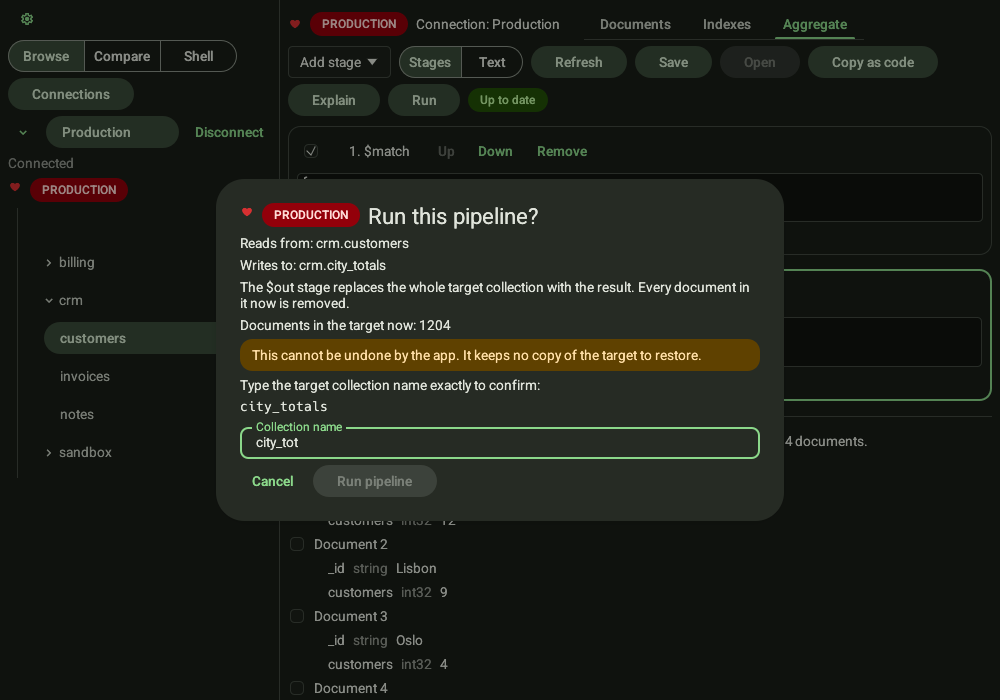 PRODUCTION Connection: Production Documents Indexes Aggregate
Browse Compare Shell
Add stage Stages Text Refresh Save Open Copy as code
Connections
Explain Run Up to date
Production Disconnect
Connected
1. $match Up Down Remove
PRODUCTION
billing
crm
customers
invoices
notes
sandbox
PRODUCTION Run this pipeline?
Reads from: crm.customers
Writes to: crm.city_totals
The $out stage replaces the whole target collection with the result. Every document in
it now is removed.
Documents in the target now: 1204
This cannot be undone by the app. It keeps no copy of the target to restore.
Type the target collection name exactly to confirm:
city_totals
Collection name
city_tot
Cancel Run pipeline
4 documents.
customers int32 12
Document 2
_id string Lisbon
customers int32 9
Document 3
_id string Oslo
customers int32 4
Document 4